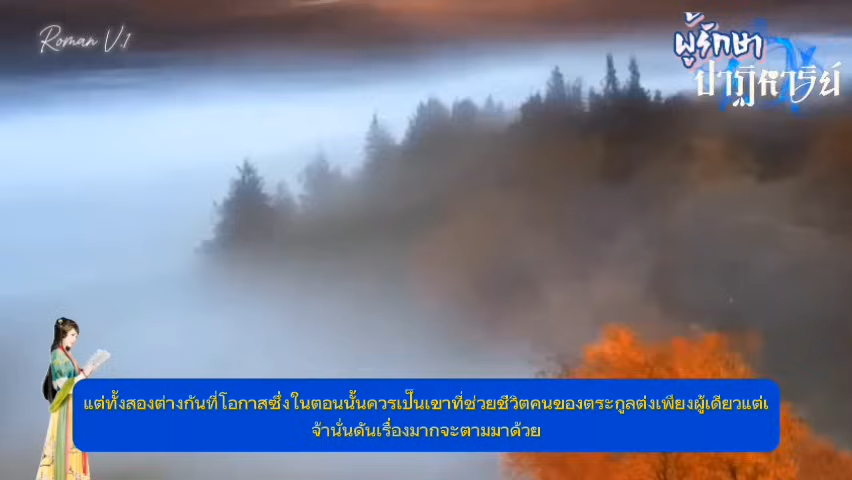 Roman V.1
ผู้รักษา
ปาฏิหาริย์
แต่ทั้งสองต่างกันที่โอกาสซึ่งในตอนนั้นควรเป็นเขาที่ช่วยชีวิตคนของตระกูลต่งเพียงผู้เดียวแต่เ
จ้านั่นดันเรื่องมากจะตามมาด้วย